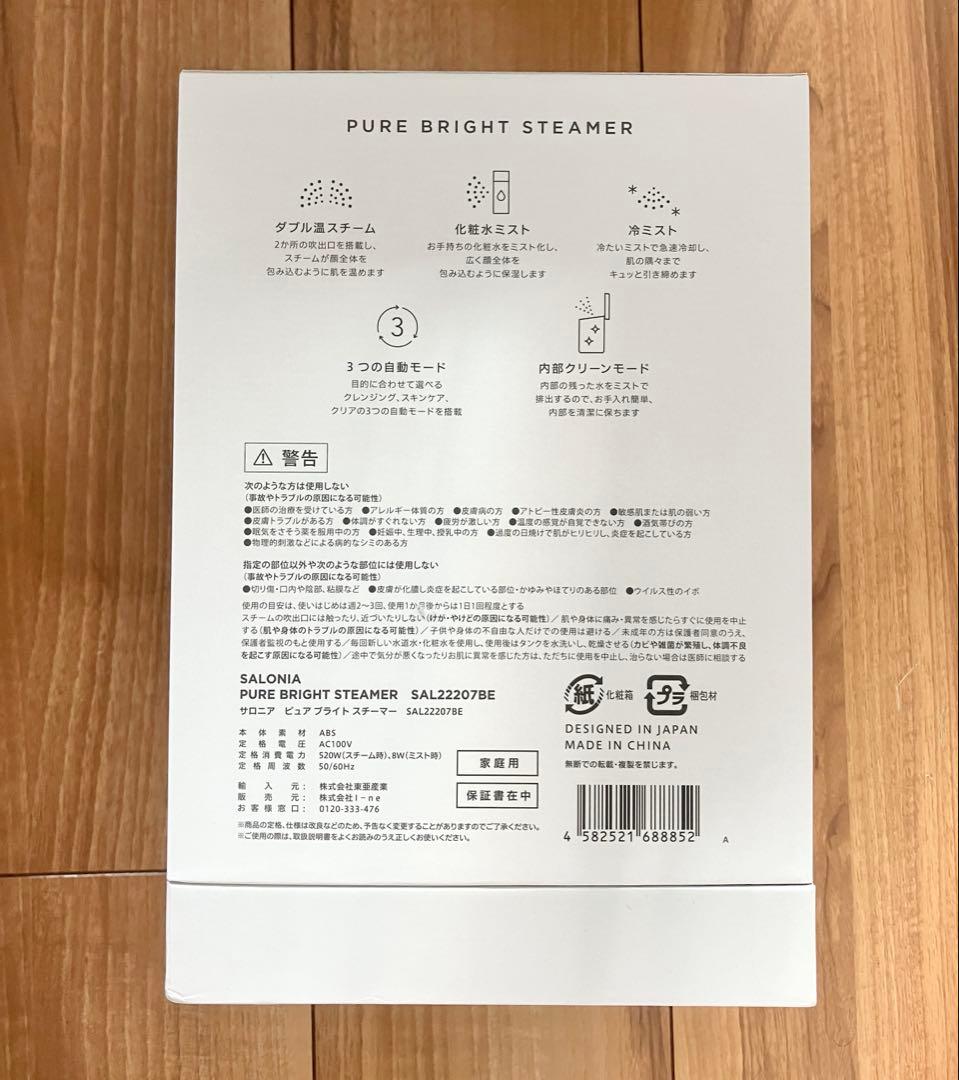 PURE BRIGHT STEAMER
ダブル温スチーム
2か所の吹出口を搭載し、
スチームが顔全体を
包み込むように肌を温めます
化粧水ミスト
お手持ちの化粧水をミスト化し、
広く顔全体を
包み込むように保湿します
冷ミスト
冷たいミストで急速冷却し、
肌の隅々まで
キュッと引き締めます
3
3つの自動モード
目的に合わせて選べる
クレンジング、スキンケア、
クリアの3つの自動モードを搭載
内部クリーンモード
内部の残った水をミストで
排出するので、お手入れ簡単、
内部を清潔に保ちます
警告
次のような方は使用しない
(事故やトラブルの原因になる可能性)
●医師の治療を受けている方 ●アレルギー体質の方 ●皮膚病の方 ●アトピー性皮膚炎の方 ●敏感肌または肌の弱い方
●皮膚トラブルがある方 ●体調がすぐれない方 ●疲労が激しい方 ●温度の感覚が自覚できない方 ●酒気帯びの方
●眠気をさそう薬を服用中の方 ●妊娠中、生理中、授乳中の方 ●過度の日焼けで肌がヒリヒリし、炎症を起こしている方
●物理的刺激などによる病的なシミのある方
指定の部位以外や次のような部位には使用しない
(事故やトラブルの原因になる可能性)
●切り傷・口内や陰部、粘膜など ●皮膚が化膿し炎症を起こしている部位・かゆみやほてりのある部位 ●ウイルス性のイボ
使用の目安は、使いはじめは週2〜3回、使用1か月後からは1日1回程度とする
スチームの吹出口には触ったり、近づいたりしない(けが・やけどの原因になる可能性)/肌や身体に痛み・異常を感じたらすぐに使用を中止
する(肌や身体のトラブルの原因になる可能性)/子供や身体の不自由な人だけでの使用は避ける/未成年の方は保護者同意のうえ、
保護者監視のもと使用する/毎回新しい水道水・化粧水を使用し、使用後はタンクを水洗いし、乾燥させる(カビや雑菌が繁殖し、体調不良
を起こす原因になる可能性)/途中で気分が悪くなったりお肌に異常を感じた方は、ただちに使用を中止し、治らない場合は医師に相談する
SALONIA
PURE BRIGHT STEAMER SAL22207BE
サロニア ピュア ブライト スチーマー SAL22207BE
本体素材 ABS
定格電圧 AC100V
定格消費電力 520W(スチーム時)、8W(ミスト時)
定格周波数 50/60Hz
輸入元: 株式会社東亜産業
販売元: 株式会社I-ne
お客様窓口: 0120-333-476
家庭用
保証書在中
※商品の定格、仕様は改良などのため、予告なく変更することがありますのでご了承ください。
※ご使用の際は、取扱説明書をよくお読みのうえ正しくお使いください。
紙 化粧箱 プラ 梱包材
DESIGNED IN JAPAN
MADE IN CHINA
無断での転載・複製を禁じます。
4 582521 688852 A